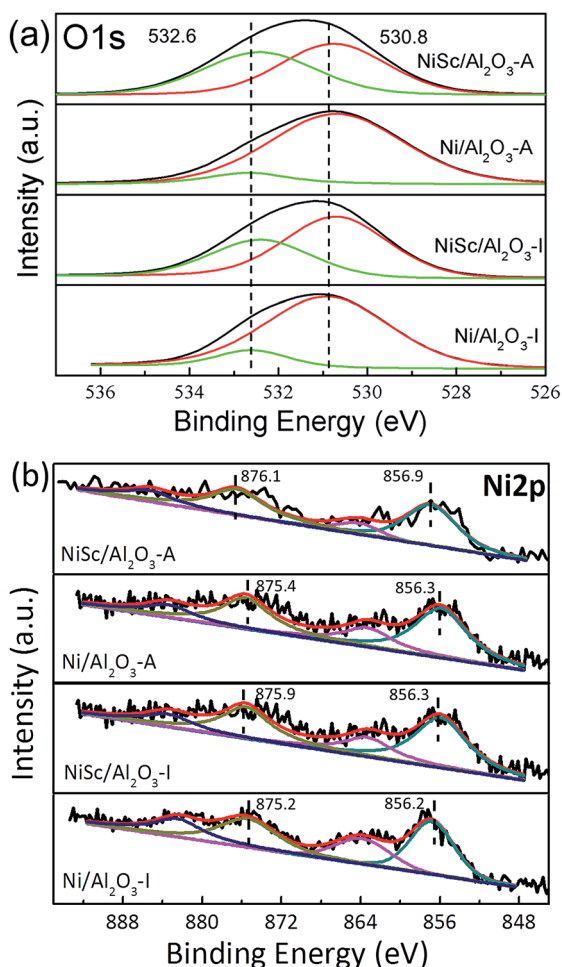 (a)
O1s
532.6
530.8
NiSc/Al₂O₃-A
Ni/Al₂O₃-A
NiSc/Al₂O₃-I
Ni/Al₂O₃-I
Intensity (a.u.)
536 534 532 530 528 526
Binding Energy (eV)
(b)
Ni2p
876.1
856.9
NiSc/Al₂O₃-A
875.4
856.3
Ni/Al₂O₃-A
875.9
856.3
NiSc/Al₂O₃-I
875.2
856.2
Ni/Al₂O₃-I
Intensity (a.u.)
888 880 872 864 856 848
Binding Energy (eV)